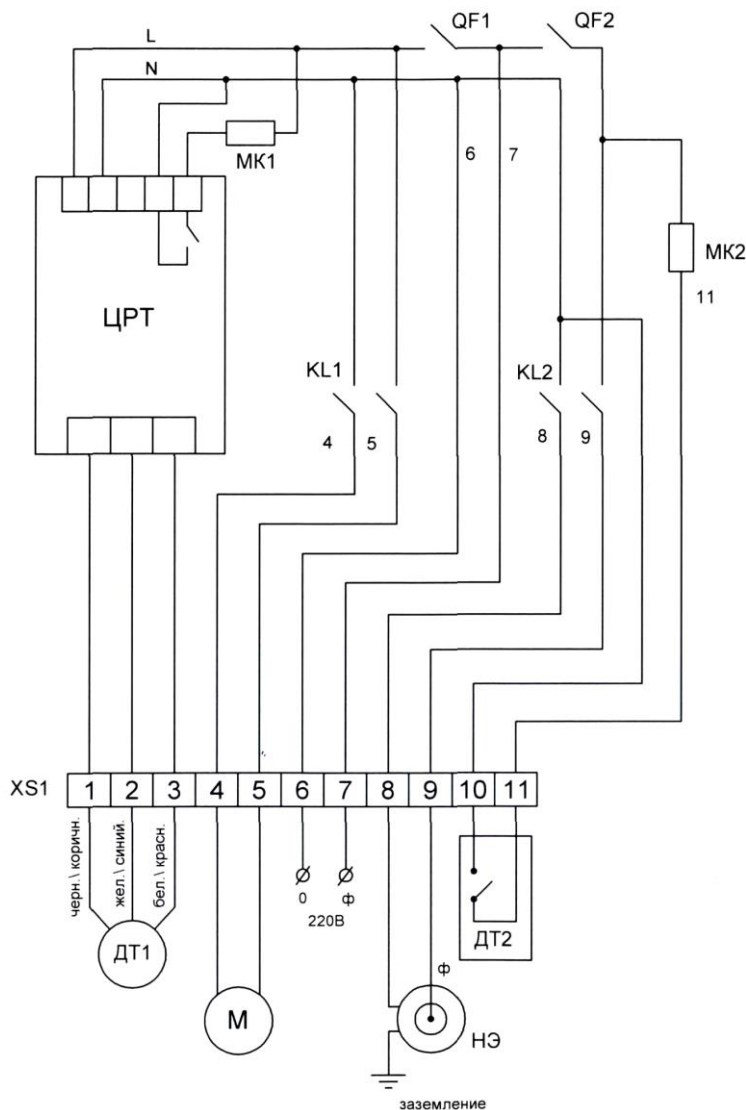 QF1 QF2
L
N
МК1
6 7
МК2
11
ЦРТ
KL1 KL2
4 5 8 9
XS1 1 2 3 4 5 6 7 8 9 10 11
черн.\ коричн.
жел.\ синий.
бел.\ красн.
0 ф
220В
ДТ1
ДТ2
ф
М
НЭ
заземление